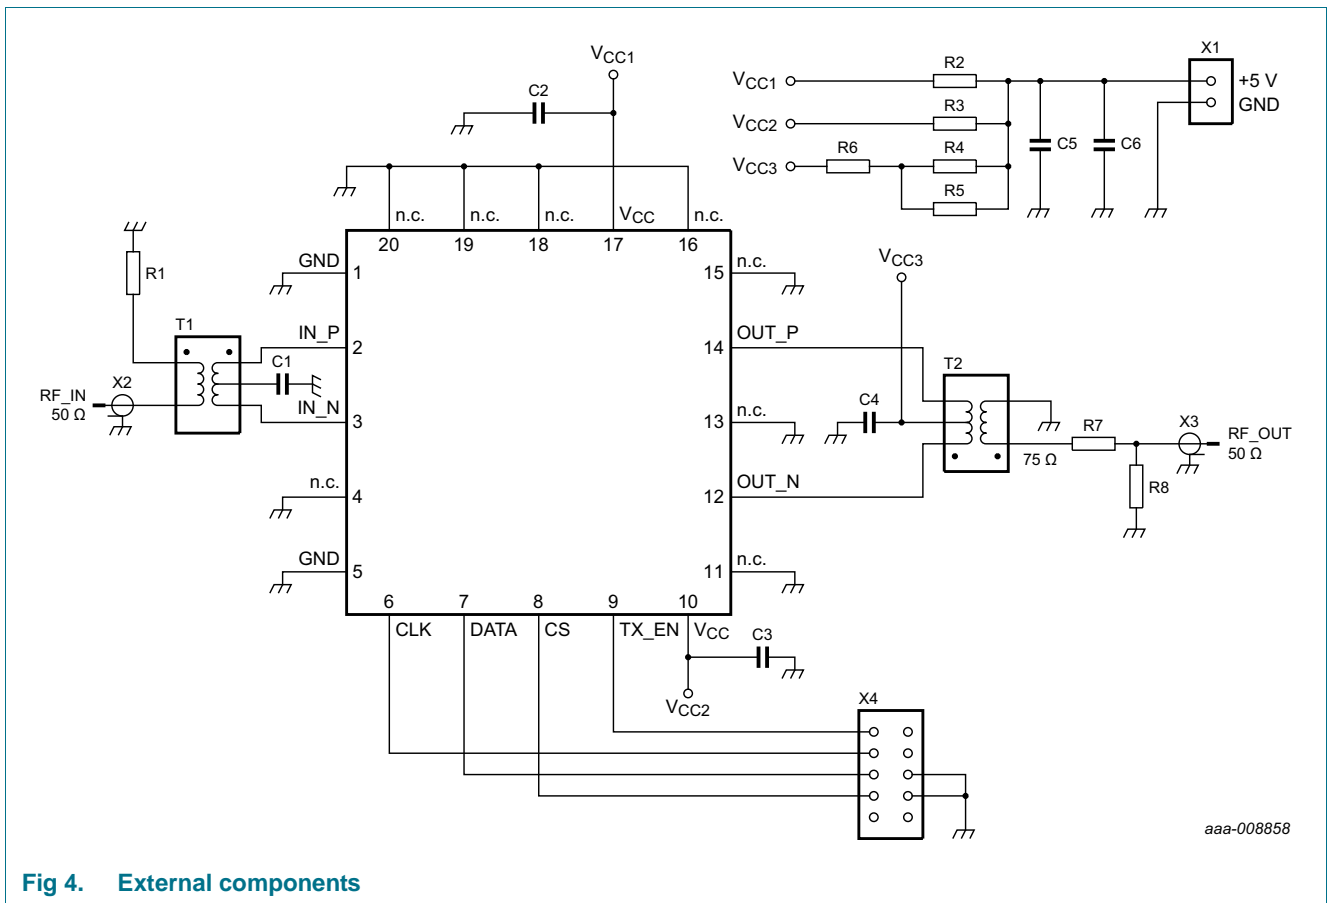 VCC1
X1
C2
VCC1
R2
+5 V
GND
VCC2
R3
VCC3
R6
R4
C5
C6
R5
n.c.
n.c.
n.c.
VCC
n.c.
20
19
18
17
16
GND
1
15
n.c.
R1
VCC3
T1
IN_P
2
14
OUT_P
C1
T2
X2
RF_IN
50 Ω
IN_N
3
13
n.c.
C4
R7
X3
RF_OUT
50 Ω
75 Ω
n.c.
4
12
OUT_N
R8
GND
5
11
n.c.
6
7
8
9
10
CLK
DATA
CS
TX_EN
VCC
C3
VCC2
X4
aaa-008858
Fig 4. External components